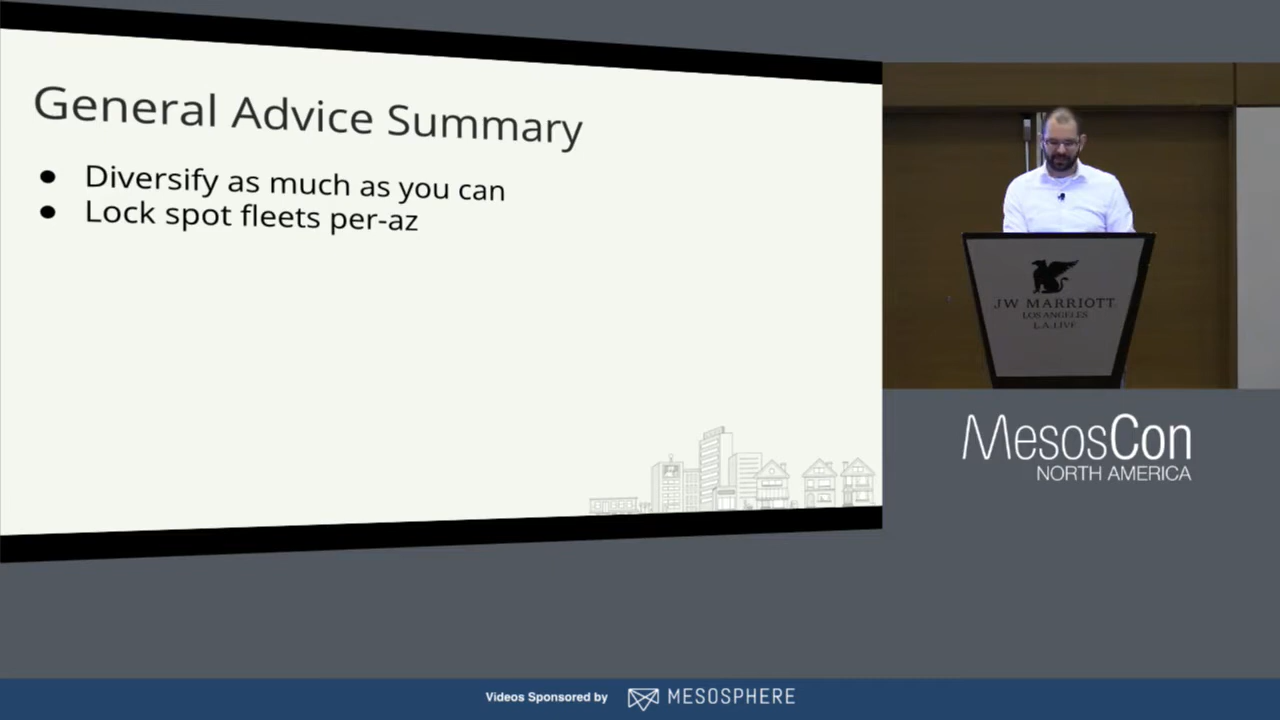 General Advice Summary
● Diversify as much as you can
● Lock spot fleets per-az
JW MARRIOTT
LOS ANGELES
L.A. LIVE
MesosCon
NORTH AMERICA
Videos Sponsored by MESOSPHERE